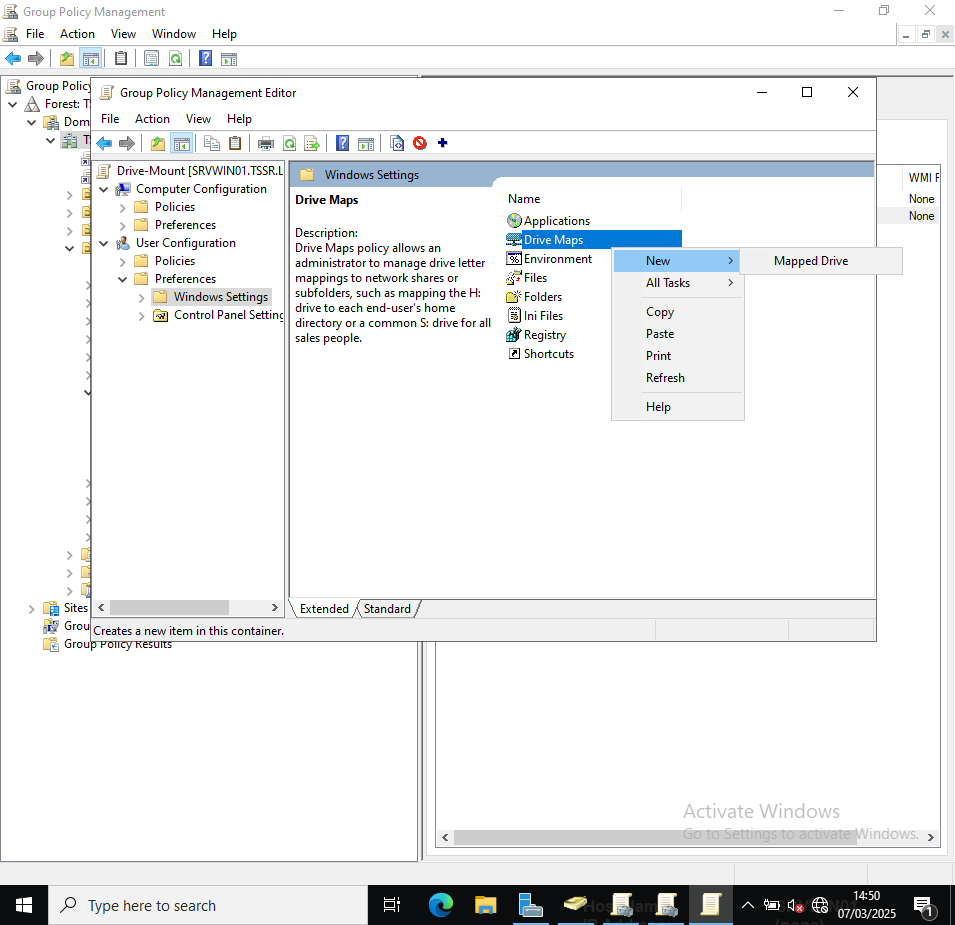 Group Policy Management
File Action View Window Help
Group Policy
Forest: T
Dom
T
Sites
Grou
Group Policy Results
Group Policy Management Editor
File Action View Help
Drive-Mount [SRVWIN01.TSSR.L
Computer Configuration
Policies
Preferences
User Configuration
Policies
Preferences
Windows Settings
Control Panel Setting
Windows Settings
Drive Maps
Description:
Drive Maps policy allows an
administrator to manage drive letter
mappings to network shares or
subfolders, such as mapping the H:
drive to each end-user's home
directory or a common S: drive for all
sales people.
Name
Applications
Drive Maps
Environment
Files
Folders
Ini Files
Registry
Shortcuts
New
All Tasks
Copy
Paste
Print
Refresh
Help
Mapped Drive
Extended Standard
Creates a new item in this container.
WMI F
None
None
Activate Windows
Go to Settings to activate Windows.
Type here to search
14:50
07/03/2025
1